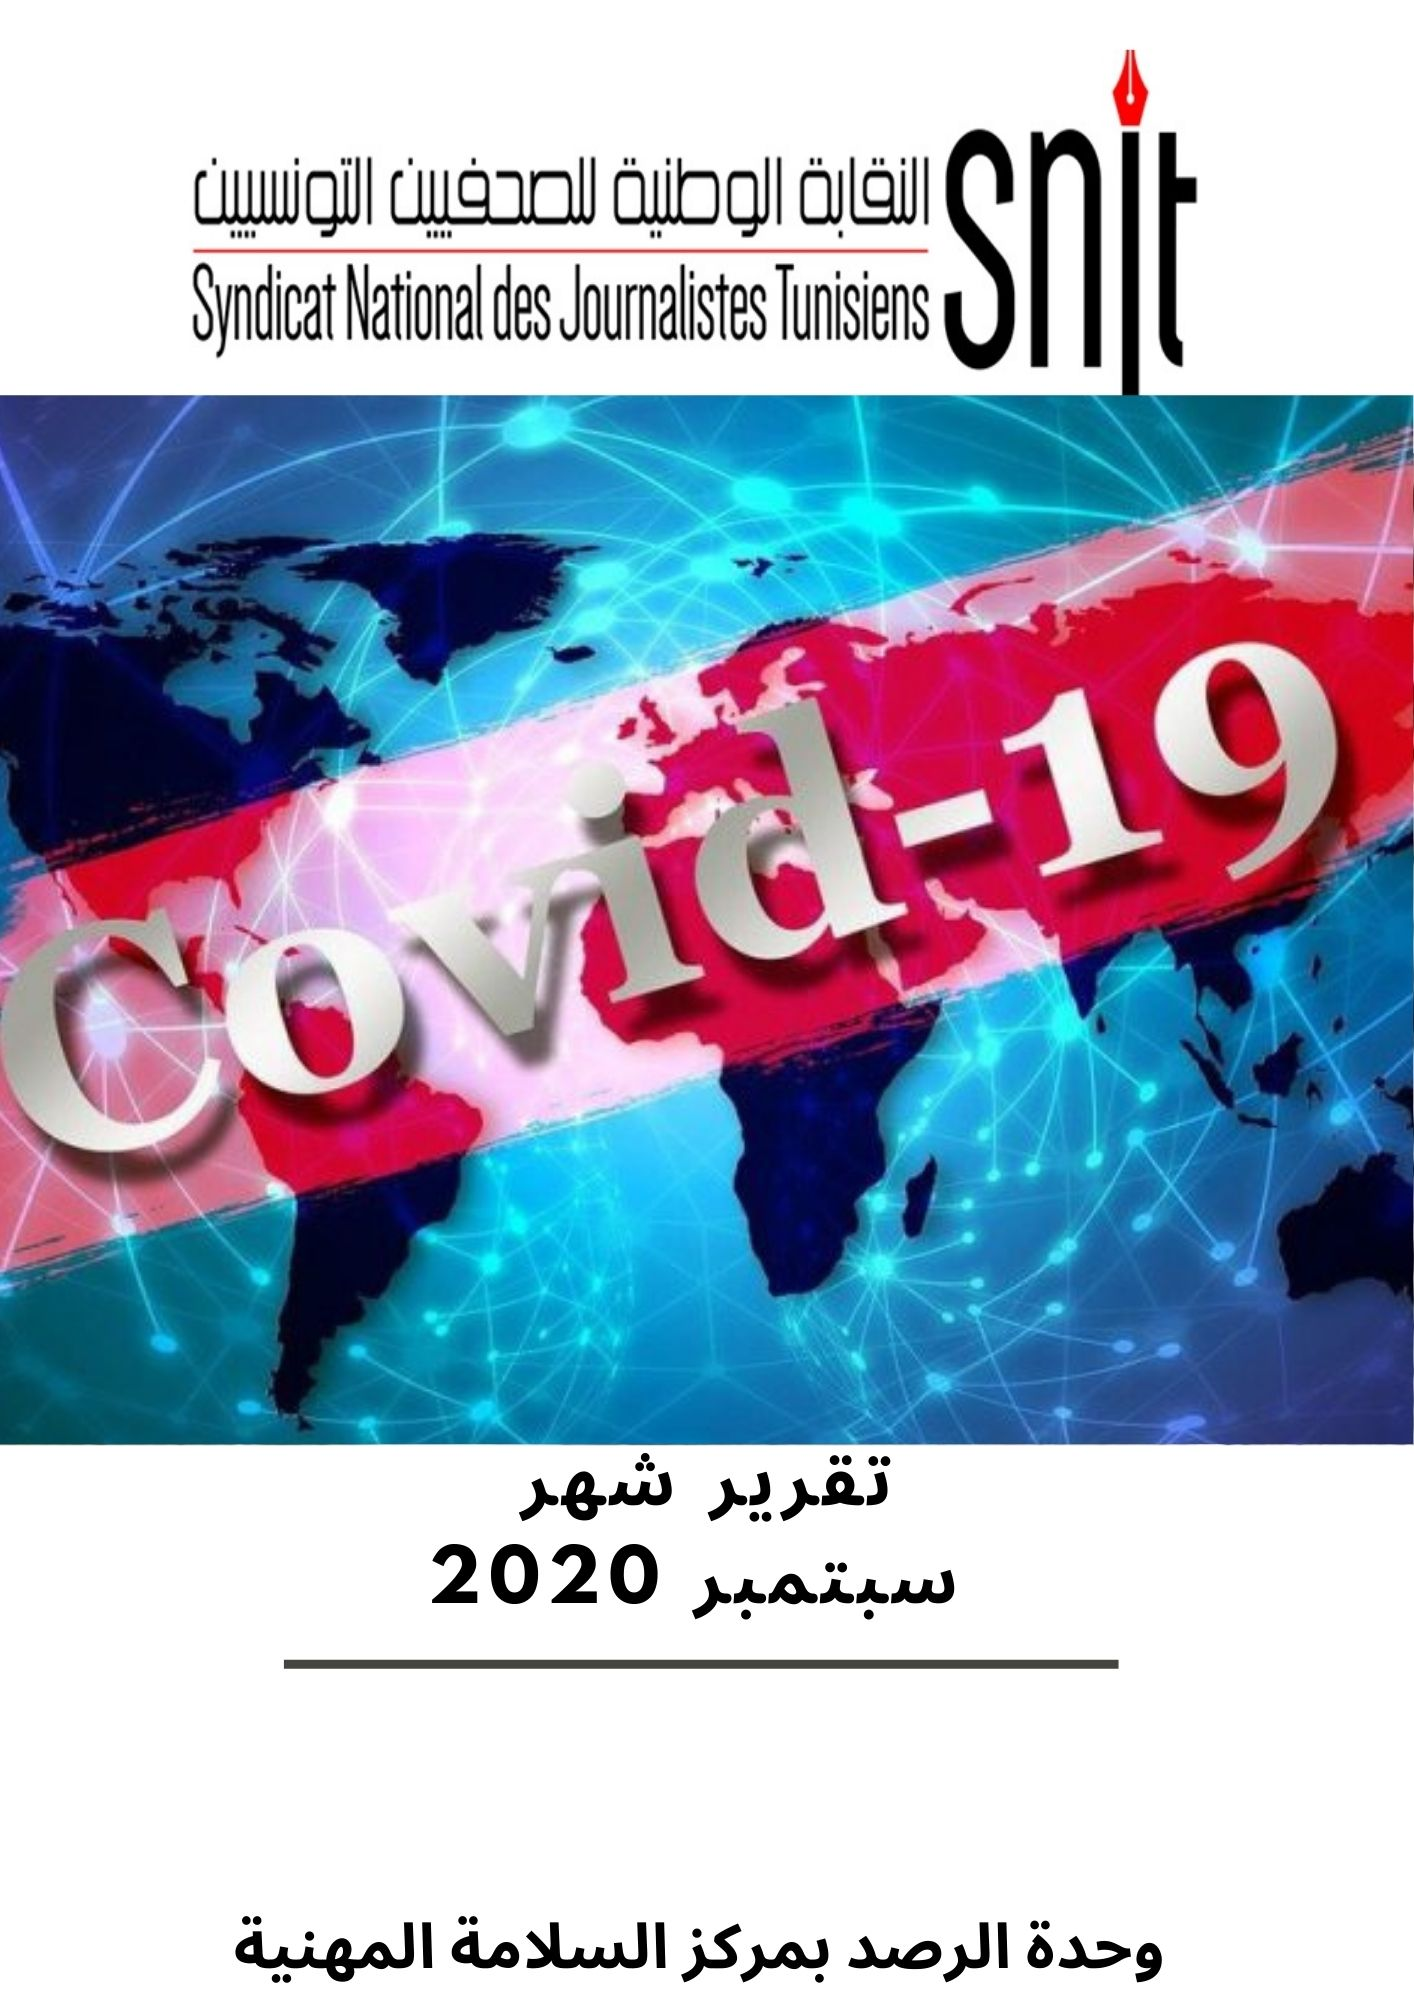 النقابة الوطنية للصحفيين التونسيين
Syndicat National des Journalistes Tunisiens
snjt
Covid-19
تقرير شهر
سبتمبر 2020
وحدة الرصد بمركز السلامة المهنية